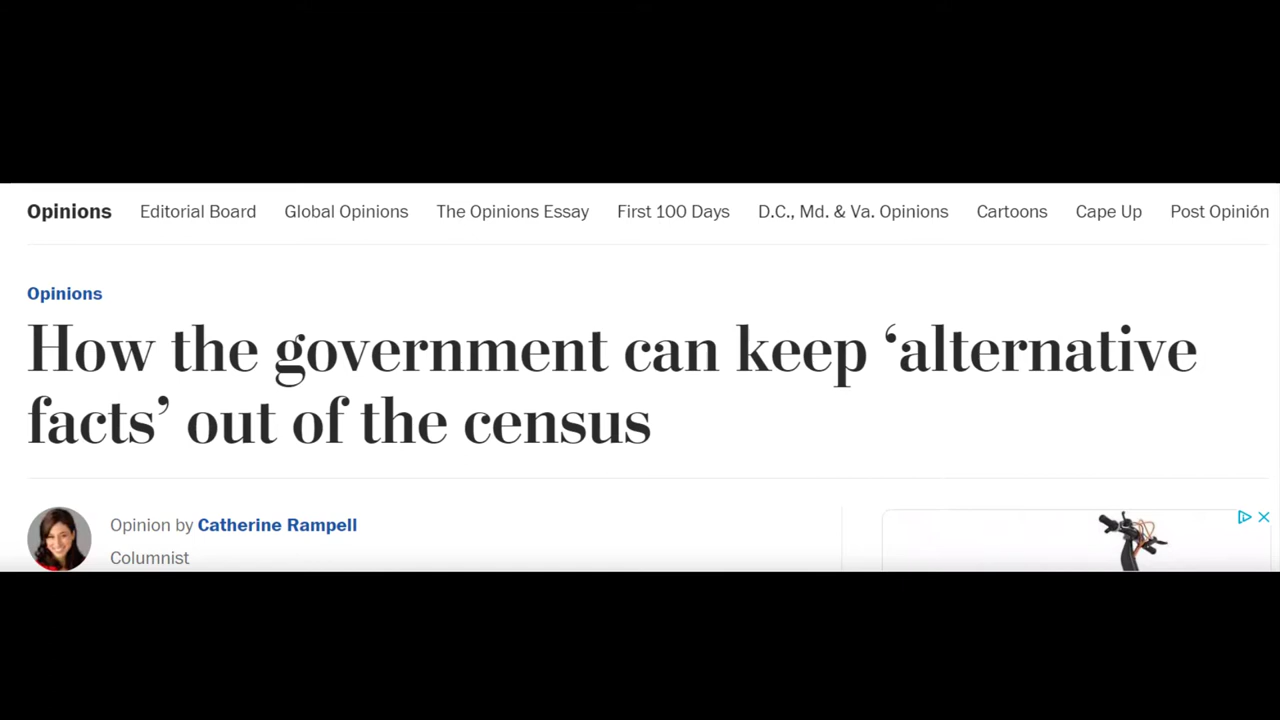 Opinions Editorial Board Global Opinions The Opinions Essay First 100 Days D.C., Md. & Va. Opinions Cartoons Cape Up Post Opinión
Opinions
How the government can keep ‘alternative
facts’ out of the census
Opinion by Catherine Rampell
Columnist